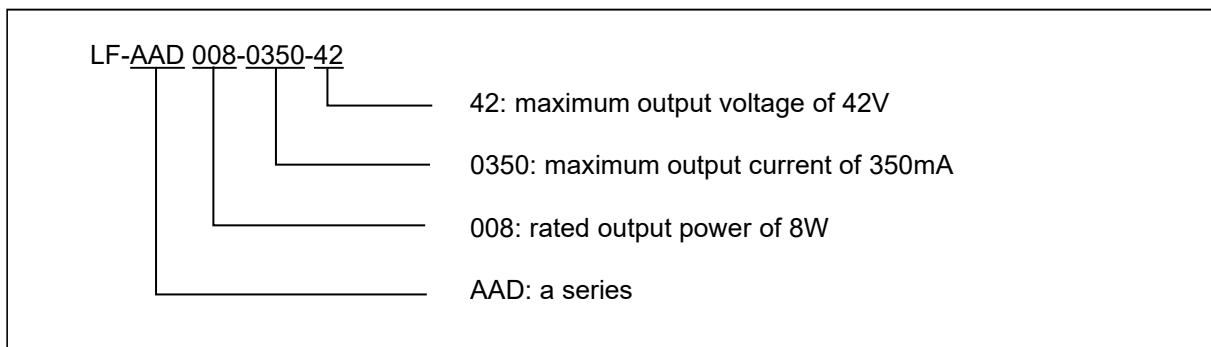 LF-AAD 008-0350-42
42: maximum output voltage of 42V
0350: maximum output current of 350mA
008: rated output power of 8W
AAD: a series